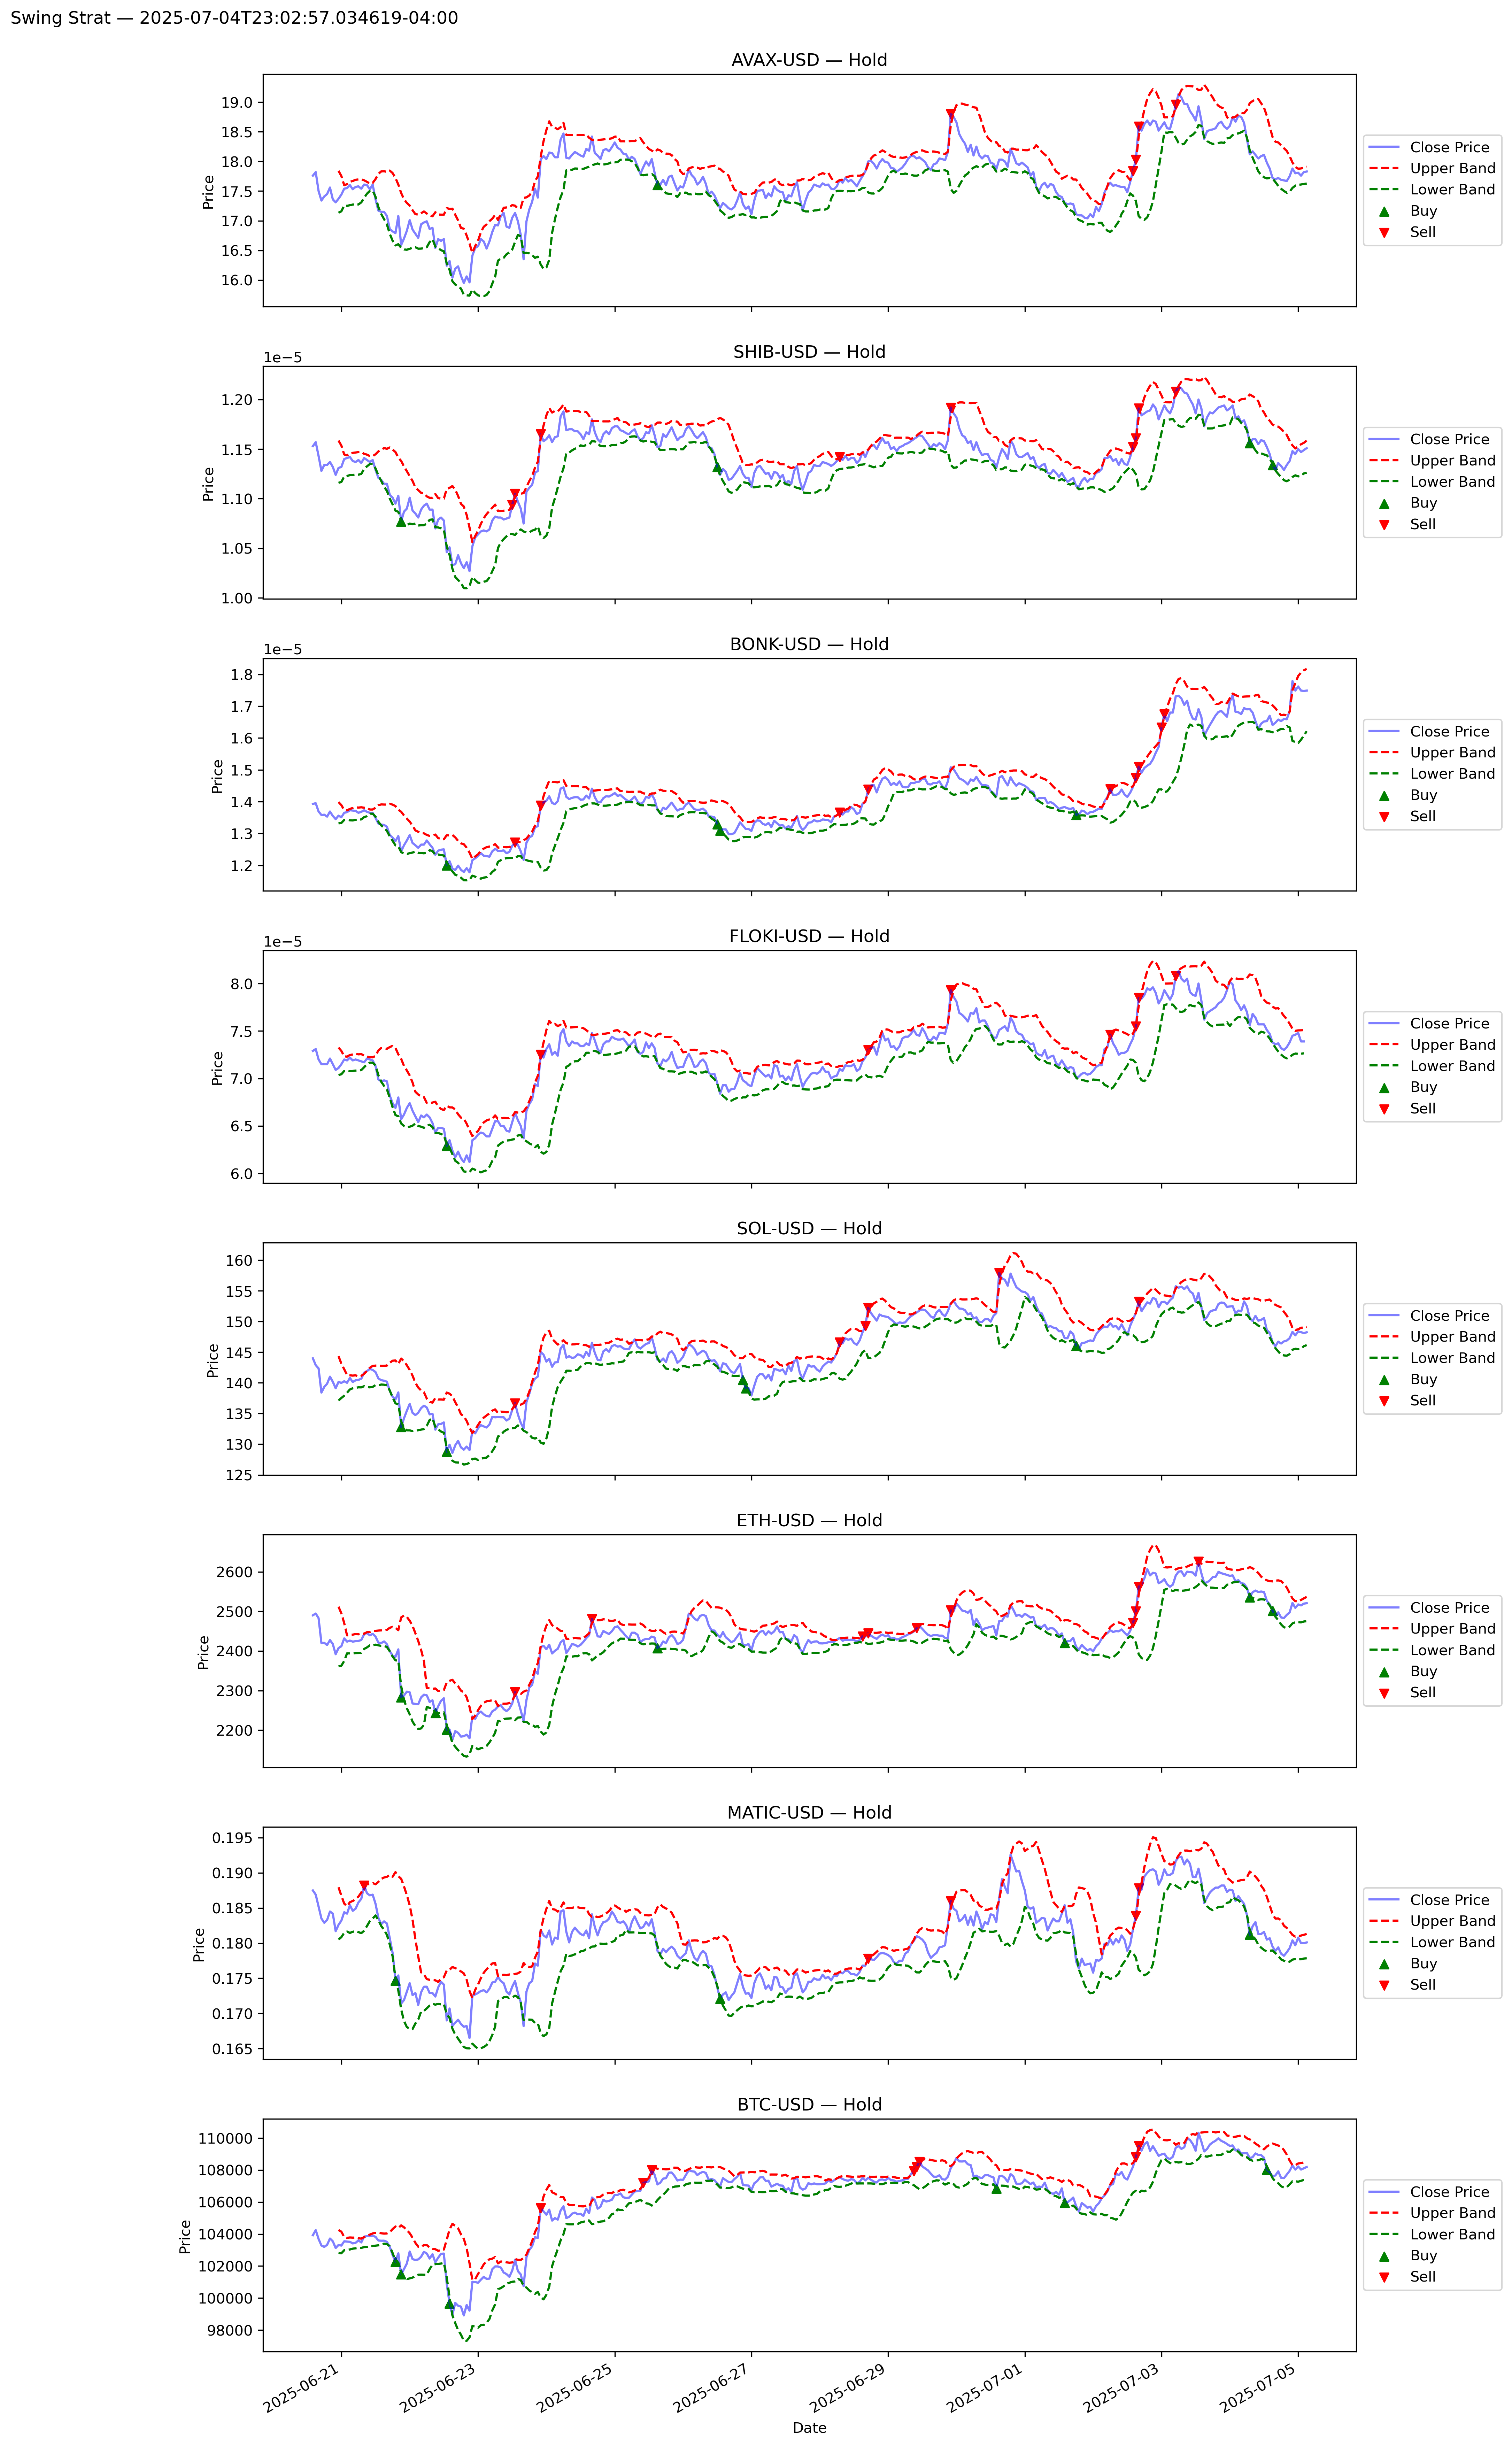 Swing Strat — 2025-07-04T23:02:57.034619-04:00
AVAX-USD — Hold
19.0
18.5
18.0
17.5
17.0
16.5
16.0
Price
Close Price
Upper Band
Lower Band
Buy
Sell
SHIB-USD — Hold
1e−5
1.20
1.15
1.10
1.05
1.00
Price
Close Price
Upper Band
Lower Band
Buy
Sell
BONK-USD — Hold
1e−5
1.8
1.7
1.6
1.5
1.4
1.3
1.2
Price
Close Price
Upper Band
Lower Band
Buy
Sell
FLOKI-USD — Hold
1e−5
8.0
7.5
7.0
6.5
6.0
Price
Close Price
Upper Band
Lower Band
Buy
Sell
SOL-USD — Hold
160
155
150
145
140
135
130
125
Price
Close Price
Upper Band
Lower Band
Buy
Sell
ETH-USD — Hold
2600
2500
2400
2300
2200
Price
Close Price
Upper Band
Lower Band
Buy
Sell
MATIC-USD — Hold
0.195
0.190
0.185
0.180
0.175
0.170
0.165
Price
Close Price
Upper Band
Lower Band
Buy
Sell
BTC-USD — Hold
110000
108000
106000
104000
102000
100000
98000
Price
Close Price
Upper Band
Lower Band
Buy
Sell
2025-06-21
2025-06-23
2025-06-25
2025-06-27
2025-06-29
2025-07-01
2025-07-03
2025-07-05
Date